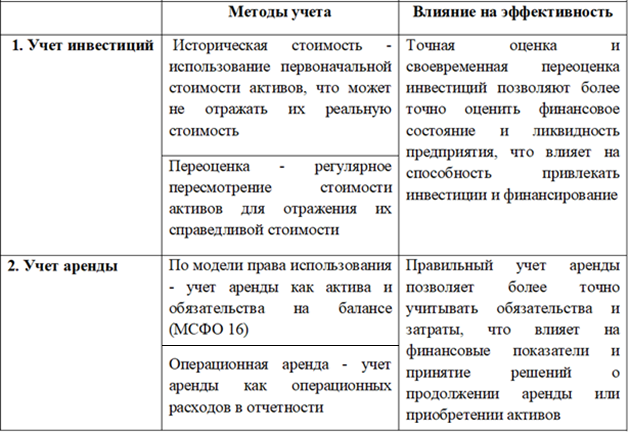 Методы учета
Влияние на эффективность
1. Учет инвестиций
Историческая стоимость -
использование первоначальной
стоимости активов, что может
не отражать их реальную
стоимость
Переоценка - регулярное
пересмотрение стоимости
активов для отражения их
справедливой стоимости
Точная оценка и
своевременная переоценка
инвестиций позволяют более
точно оценить финансовое
состояние и ликвидность
предприятия, что влияет на
способность привлекать
инвестиции и финансирование
2. Учет аренды
По модели права использования
- учет аренды как актива и
обязательства на балансе
(МСФО 16)
Операционная аренда - учет
аренды как операционных
расходов в отчетности
Правильный учет аренды
позволяет более точно
учитывать обязательства и
затраты, что влияет на
финансовые показатели и
принятие решений о
продолжении аренды или
приобретении активов